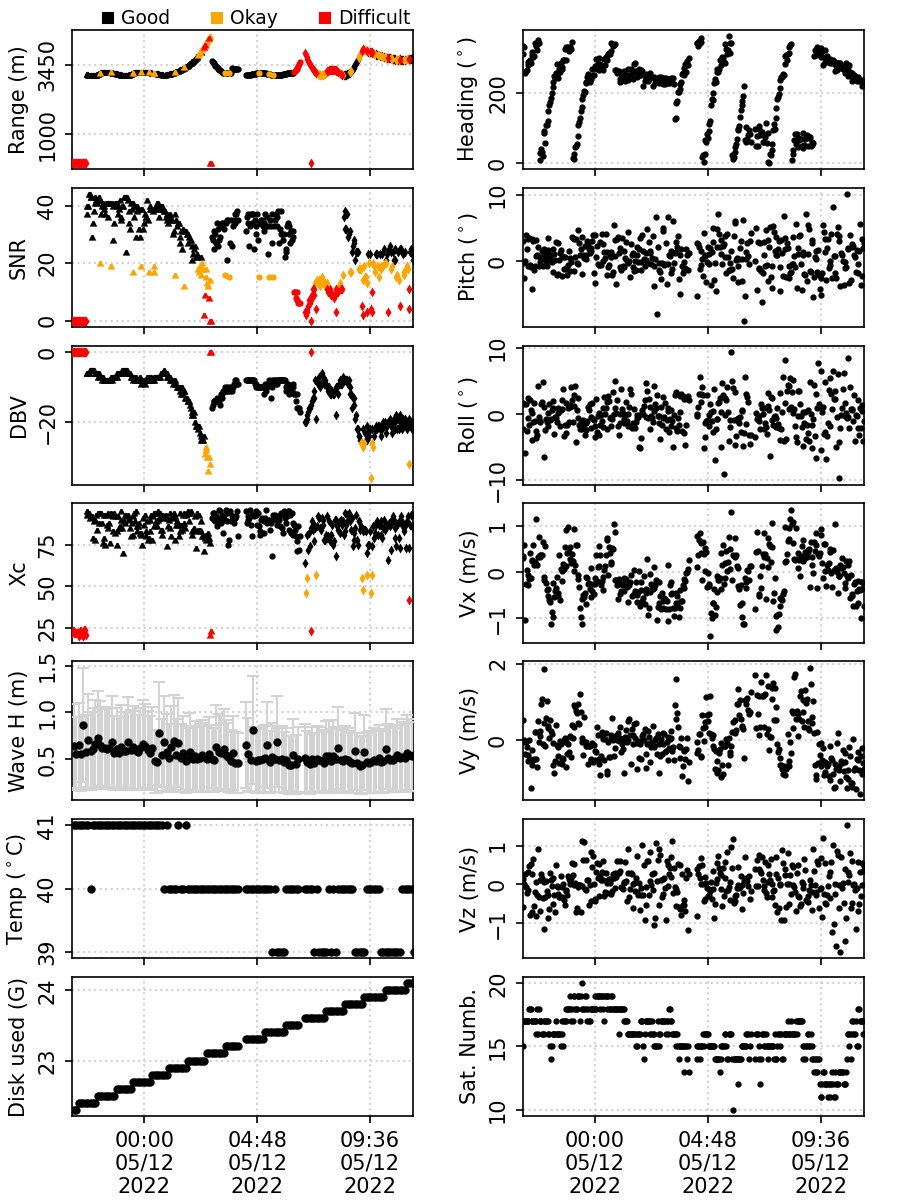 Good Okay Difficult
Range (m)
3450
1000
Heading (°)
200
0
SNR
40
20
0
Pitch (°)
10
0
DBV
0
−20
Roll (°)
10
0
−10
Xc
75
50
25
Vx (m/s)
1
0
−1
Wave H (m)
1.5
1.0
0.5
Vy (m/s)
2
0
Temp (°C)
41
40
39
Vz (m/s)
1
0
−1
Disk used (G)
24
23
Sat. Numb.
20
15
10
00:00 04:48 09:36 00:00 04:48 09:36
05/12 05/12 05/12 05/12 05/12 05/12
2022 2022 2022 2022 2022 2022